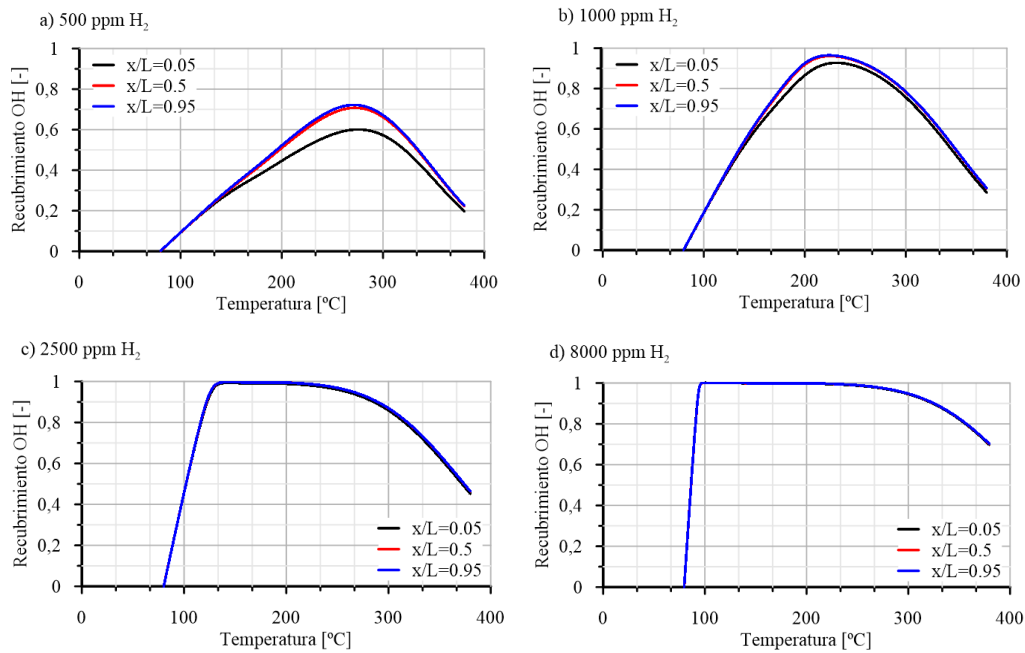 a) 500 ppm H₂
Recubrimiento OH [-]
1
0,8
0,6
0,4
0,2
0
x/L=0.05
x/L=0.5
x/L=0.95
0 100 200 300 400
Temperatura [ºC]
b) 1000 ppm H₂
Recubrimiento OH [-]
1
0,8
0,6
0,4
0,2
0
x/L=0.05
x/L=0.5
x/L=0.95
0 100 200 300 400
Temperatura [ºC]
c) 2500 ppm H₂
Recubrimiento OH [-]
1
0,8
0,6
0,4
0,2
0
x/L=0.05
x/L=0.5
x/L=0.95
0 100 200 300 400
Temperatura [ºC]
d) 8000 ppm H₂
Recubrimiento OH [-]
1
0,8
0,6
0,4
0,2
0
x/L=0.05
x/L=0.5
x/L=0.95
0 100 200 300 400
Temperatura [ºC]